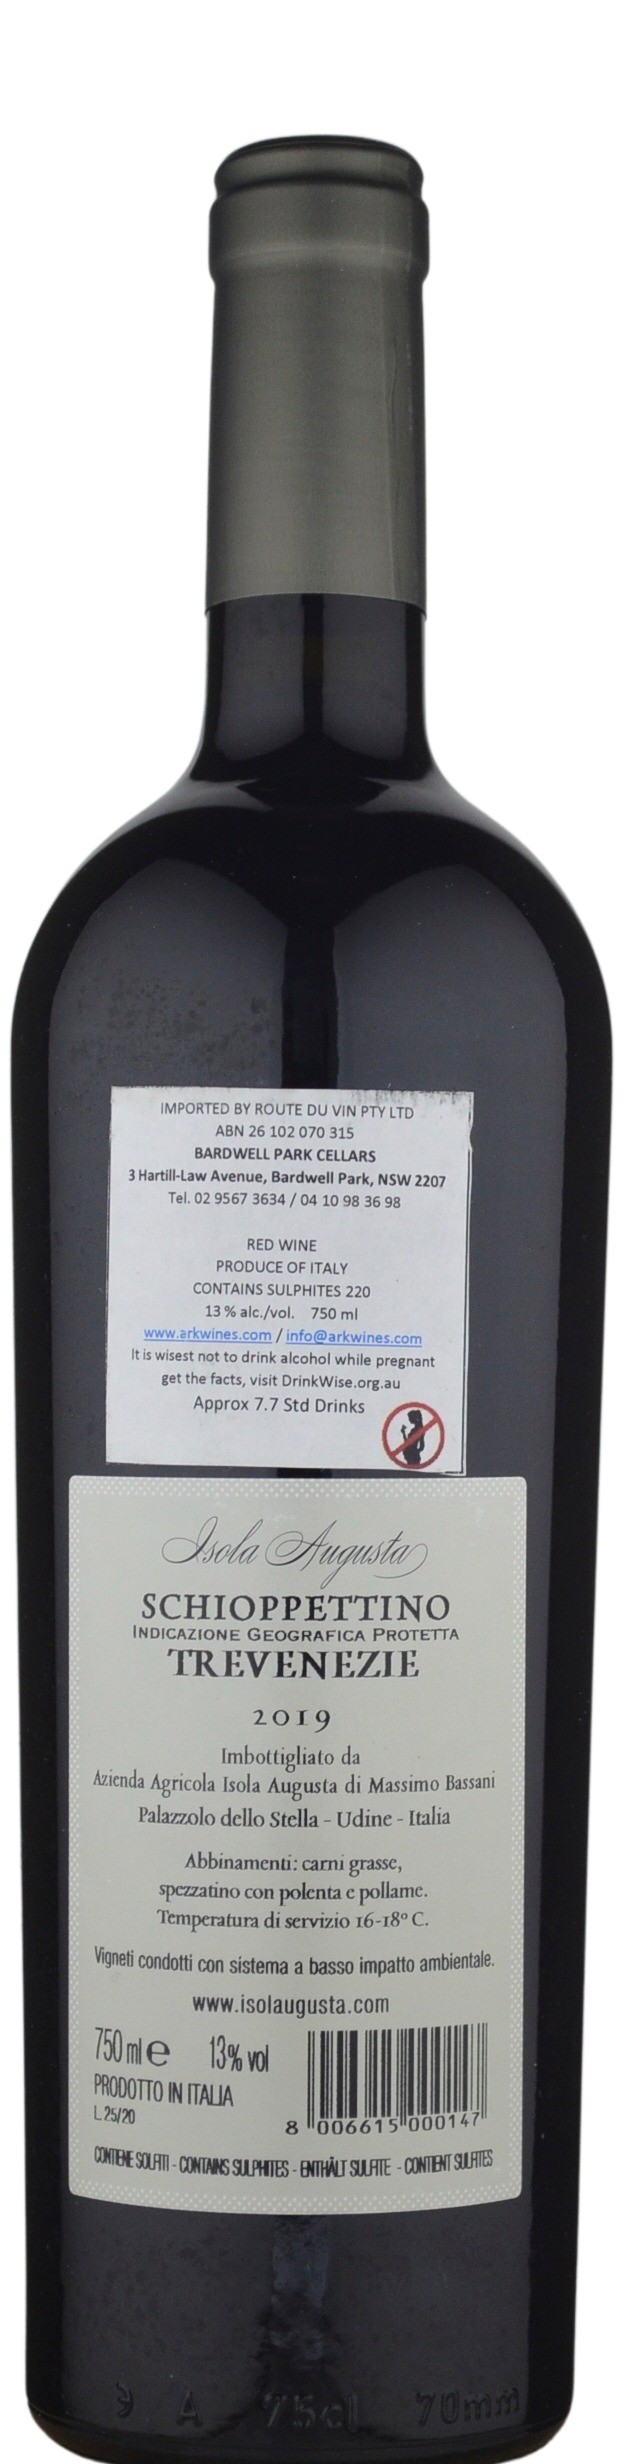 IMPORTED BY ROUTE DU VIN PTY LTD
ABN 26 102 070 315
BARDWELL PARK CELLARS
3 Hartill-Law Avenue, Bardwell Park, NSW 2207
Tel. 02 9567 3634 / 04 10 98 36 98
RED WINE
PRODUCE OF ITALY
CONTAINS SULPHITES 220
13 % alc./vol. 750 ml
www.arkwines.com / info@arkwines.com
It is wisest not to drink alcohol while pregnant
get the facts, visit DrinkWise.org.au
Approx 7.7 Std Drinks
Isola Augusta
SCHIOPPETTINO
INDICAZIONE GEOGRAFICA PROTETTA
TREVENEZIE
2019
Imbottigliato da
Azienda Agricola Isola Augusta di Massimo Bassani
Palazzolo dello Stella - Udine - Italia
Abbinamenti: carni grasse,
spezzatino con polenta e pollame.
Temperatura di servizio 16-18° C.
Vigneti condotti con sistema a basso impatto ambientale.
www.isolaugusta.com
750 ml e 13% vol
PRODOTTO IN ITALIA
L 25/20
8 006615 000147
CONTIENE SOLFITI - CONTAINS SULPHITES - ENTHÄLT SULFITE - CONTIENT SULFITES
A 75cl 70mm